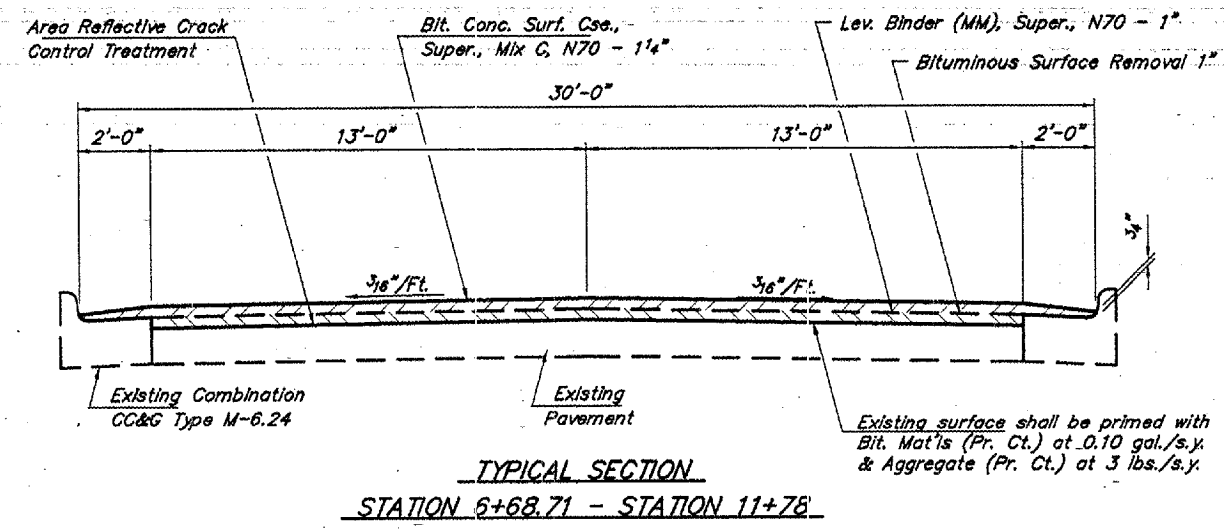 Area Reflective Crack
Control Treatment
Bit. Conc. Surf. Cse.,
Super., Mix C, N70 - 1 1/4"
Lev. Binder (MM), Super., N70 - 1"
Bituminous Surface Removal 1"
30'-0"
2'-0"
13'-0"
13'-0"
2'-0"
3/4"
3/16"/Ft.
3/16"/Ft.
Existing Combination
CC&G Type M-6.24
Existing
Pavement
Existing surface shall be primed with
Bit. Mat'ls (Pr. Ct.) at 0.10 gal./s.y.
& Aggregate (Pr. Ct.) at 3 lbs./s.y.
TYPICAL SECTION
STATION 6+68.71 - STATION 11+78